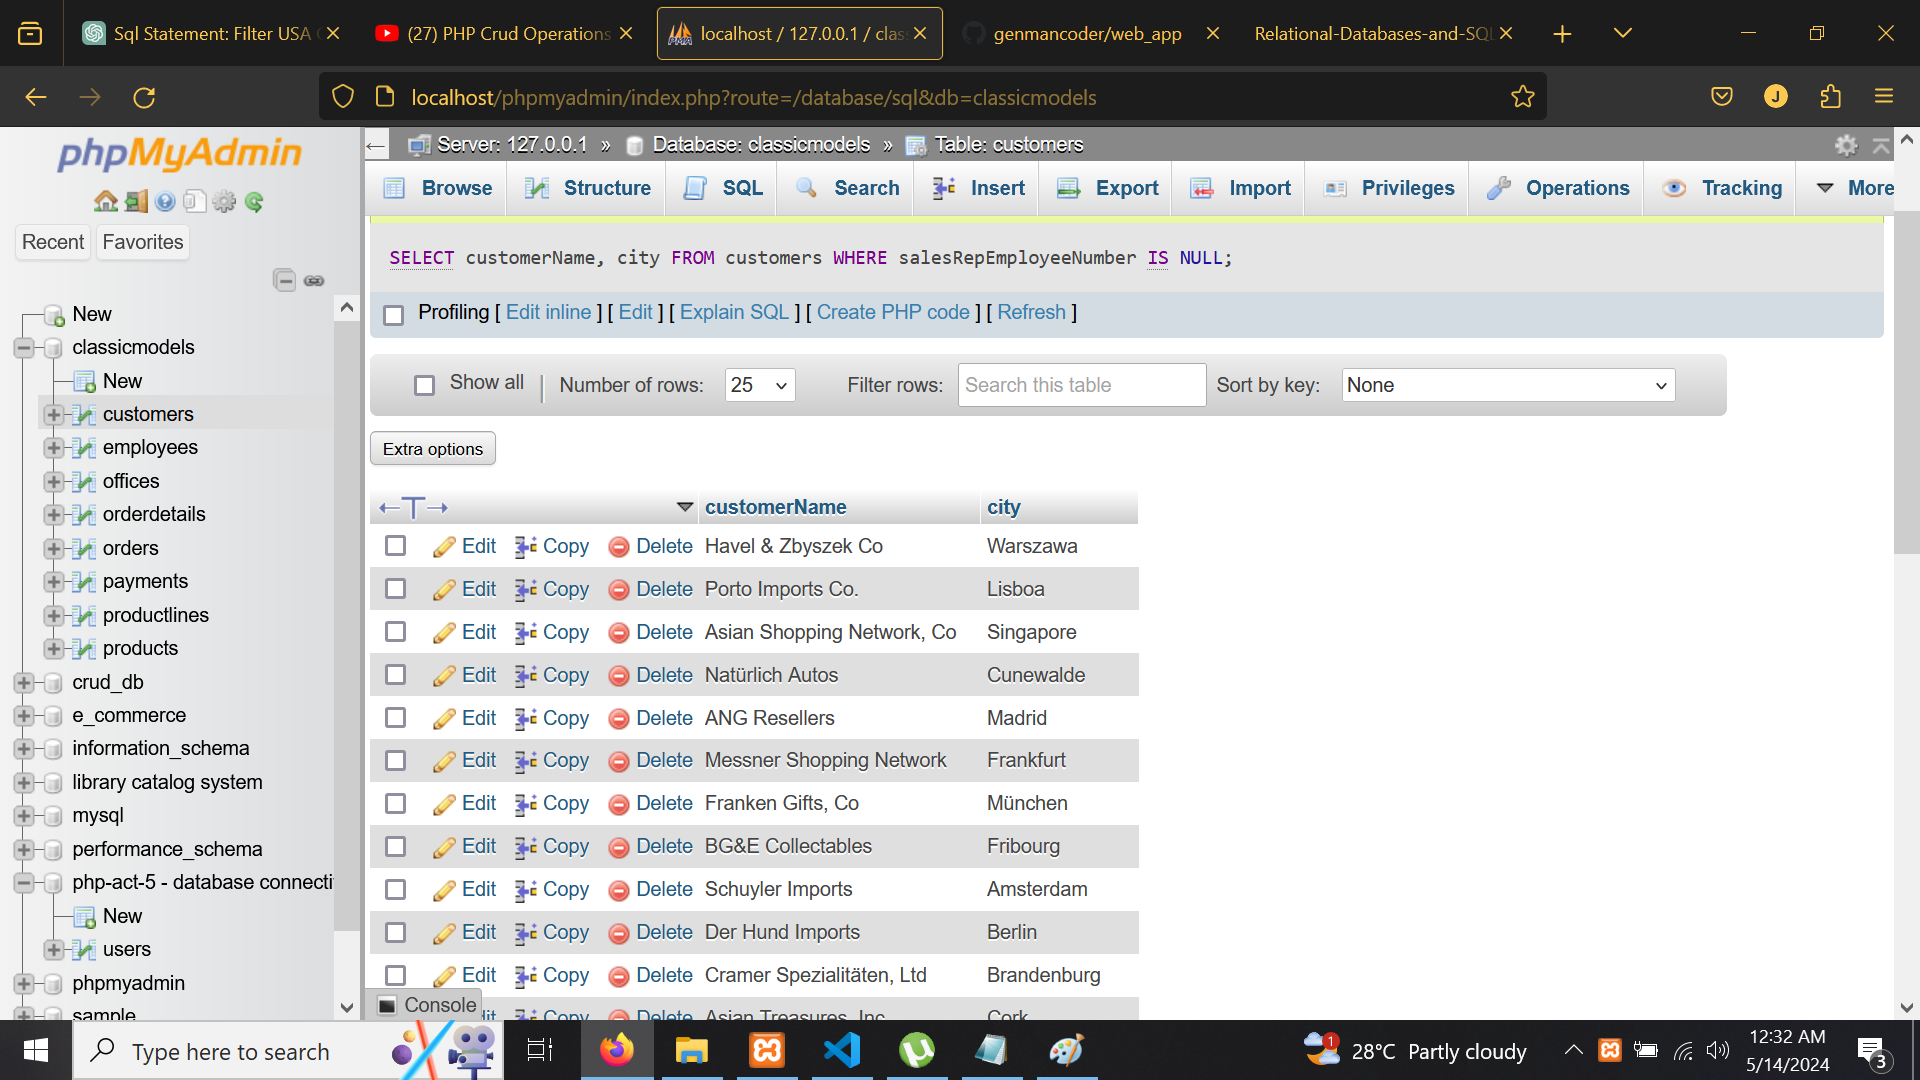 Sql Statement: Filter USA
(27) PHP Crud Operations
localhost / 127.0.0.1 / clas
genmancoder/web_app
Relational-Databases-and-SQL
localhost/phpmyadmin/index.php?route=/database/sql&db=classicmodels
J
phpMyAdmin
Recent
Favorites
New
classicmodels
New
customers
employees
offices
orderdetails
orders
payments
productlines
products
crud_db
e_commerce
information_schema
library catalog system
mysql
performance_schema
php-act-5 - database connecti
New
users
phpmyadmin
sample
Server: 127.0.0.1 » Database: classicmodels » Table: customers
Browse Structure SQL Search Insert Export Import Privileges Operations Tracking More
SELECT customerName, city FROM customers WHERE salesRepEmployeeNumber IS NULL;
Profiling [ Edit inline ] [ Edit ] [ Explain SQL ] [ Create PHP code ] [ Refresh ]
Show all Number of rows: 25 Filter rows: Search this table Sort by key: None
Extra options
←T→ customerName city
Edit Copy Delete Havel & Zbyszek Co Warszawa
Edit Copy Delete Porto Imports Co. Lisboa
Edit Copy Delete Asian Shopping Network, Co Singapore
Edit Copy Delete Natürlich Autos Cunewalde
Edit Copy Delete ANG Resellers Madrid
Edit Copy Delete Messner Shopping Network Frankfurt
Edit Copy Delete Franken Gifts, Co München
Edit Copy Delete BG&E Collectables Fribourg
Edit Copy Delete Schuyler Imports Amsterdam
Edit Copy Delete Der Hund Imports Berlin
Edit Copy Delete Cramer Spezialitäten, Ltd Brandenburg
Edit Copy Delete Asian Treasures, Inc. Cork
Console
Type here to search
1
28°C Partly cloudy
12:32 AM
5/14/2024
3